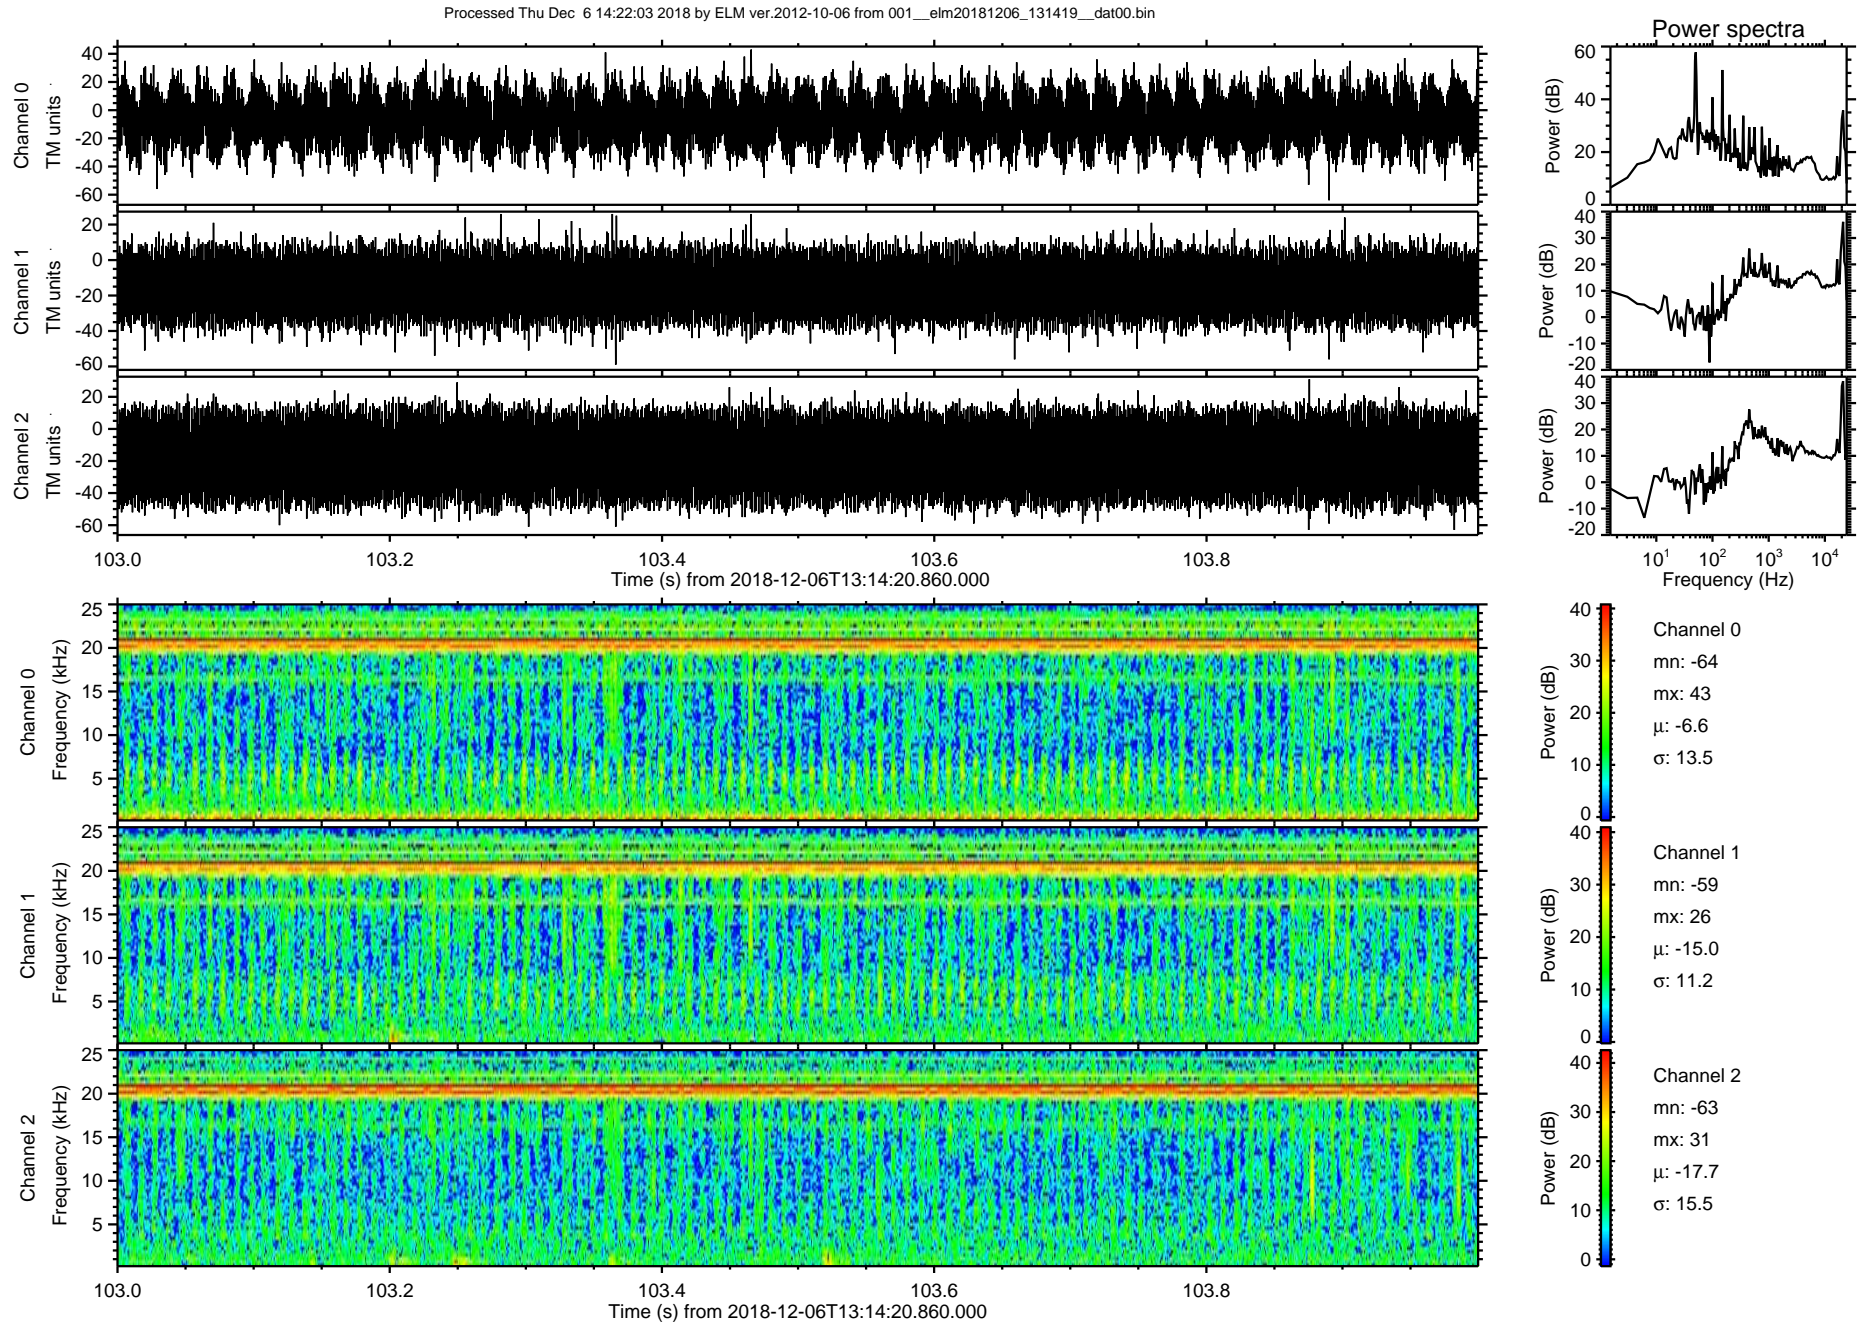 Processed Thu Dec 6 14:22:03 2018 by ELM ver.2012-10-06 from 001__elm20181206_131419__dat00.bin
Power spectra
Channel 0
TM units
40
20
0
-20
-40
-60
Power (dB)
60
40
20
0
Channel 1
TM units
20
0
-20
-40
-60
Power (dB)
40
30
20
10
0
-10
-20
Channel 2
TM units
20
0
-20
-40
-60
Power (dB)
40
30
20
10
0
-10
-20
103.0 103.2 103.4 103.6 103.8
Time (s) from 2018-12-06T13:14:20.860.000
10^1 10^2 10^3 10^4
Frequency (Hz)
Channel 0
Frequency (kHz)
25
20
15
10
5
Power (dB)
40
30
20
10
0
Channel 0
mn: -64
mx: 43
μ: -6.6
σ: 13.5
Channel 1
Frequency (kHz)
25
20
15
10
5
Power (dB)
40
30
20
10
0
Channel 1
mn: -59
mx: 26
μ: -15.0
σ: 11.2
Channel 2
Frequency (kHz)
25
20
15
10
5
Power (dB)
40
30
20
10
0
Channel 2
mn: -63
mx: 31
μ: -17.7
σ: 15.5
103.0 103.2 103.4 103.6 103.8
Time (s) from 2018-12-06T13:14:20.860.000